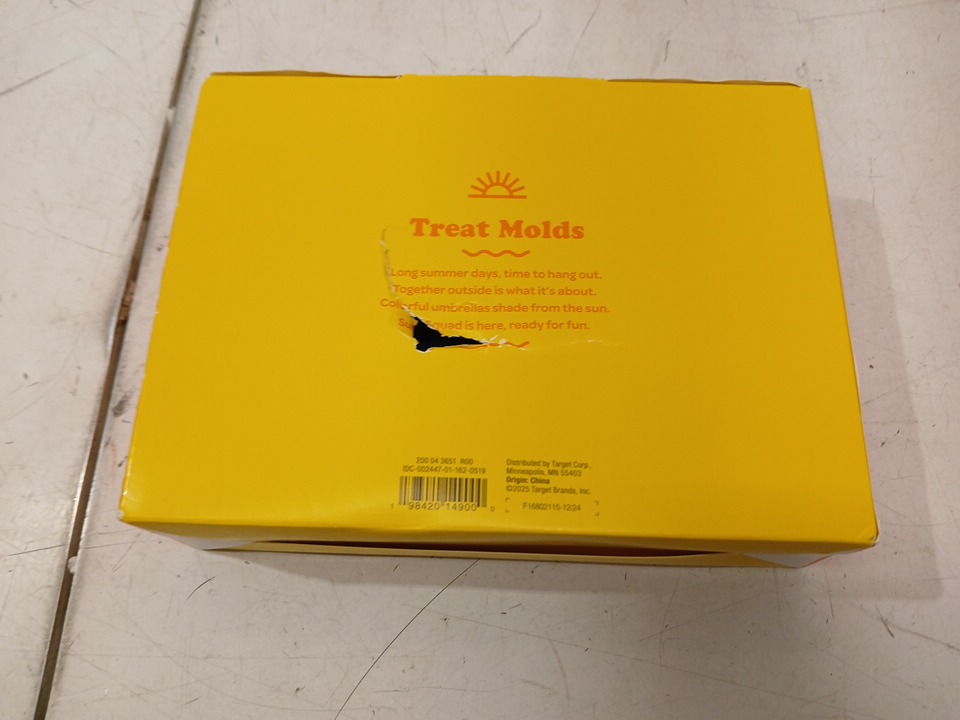 Treat Molds
Long summer days, time to hang out.
Together outside is what it's about.
Colorful umbrellas shade from the sun.
Squad is here, ready for fun.
200 04 3651 R00
IDC-002447-01-162-0519
1 98420 14900 0
Distributed by Target Corp.,
Minneapolis, MN 55403
Origin: China
©2025 Target Brands, Inc.
F16802115-12/24